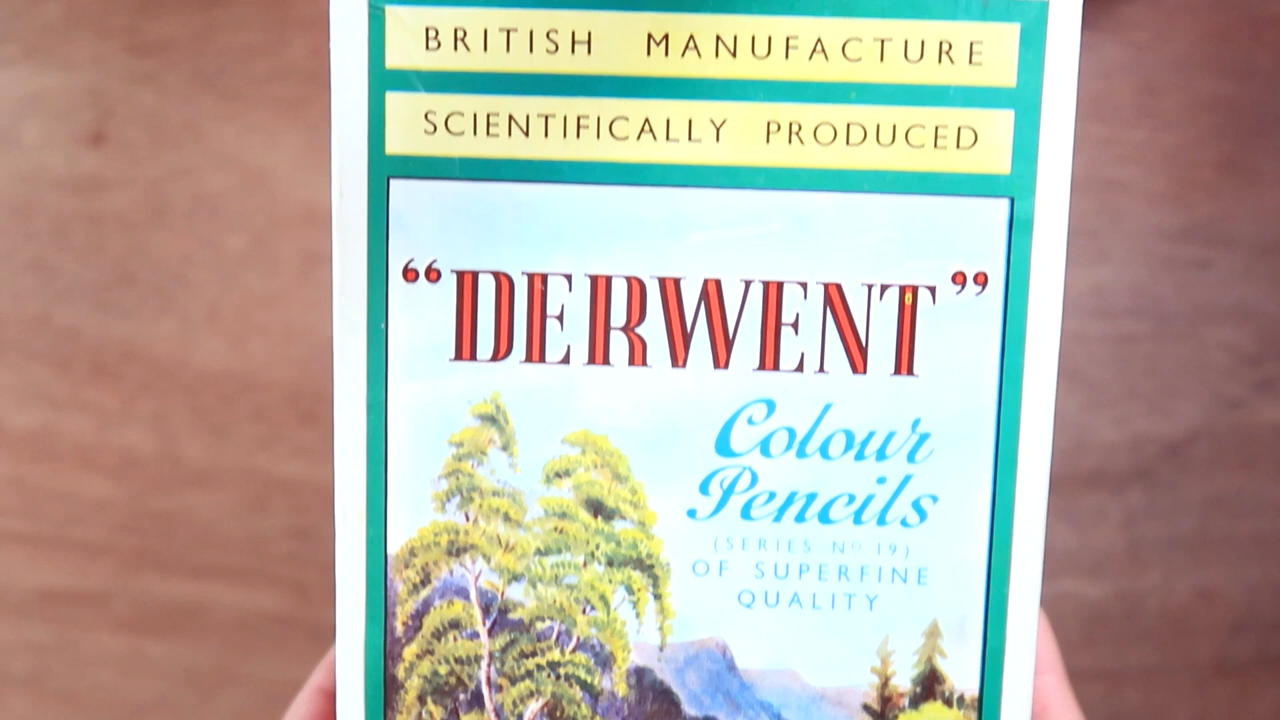 BRITISH MANUFACTURE
SCIENTIFICALLY PRODUCED
“DERWENT”
Colour
Pencils
(SERIES Nº 19)
OF SUPERFINE
QUALITY